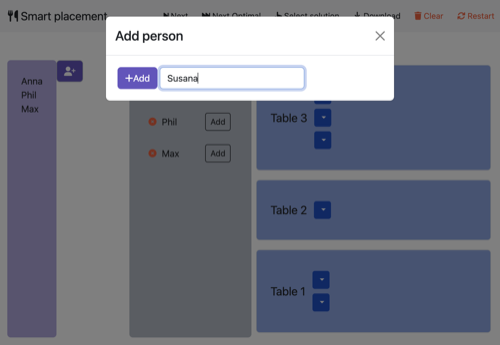 Smart placement
Next
Next Optimal
Select solution
Download
Clear
Restart
Add person
+Add
Susana
Anna
Phil
Max
Phil
Add
Max
Add
Table 3
Table 2
Table 1